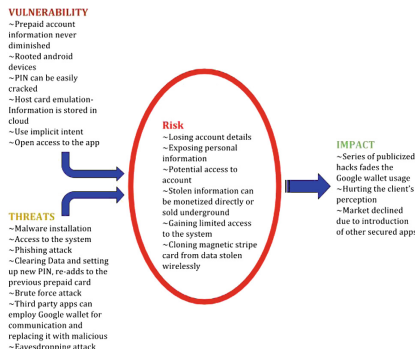 VULNERABILITY
~Prepaid account
information never
diminished
~Rooted android
devices
~PIN can be easily
cracked
~Host card emulation-
Information is stored in
cloud
~Use implicit intent
~Open access to the app
THREATS
~Malware installation
~Access to the system
~Phishing attack
~Clearing Data and setting
up new PIN, re-adds to the
previous prepaid card
~Brute force attack
~Third party apps can
employ Google wallet for
communication and
replacing it with malicious
~Eavesdropping attack
Risk
~Losing account details
~Exposing personal
information
~Potential access to
account
~Stolen information can
be monetized directly or
sold underground
~Gaining limited access
to the system
~Cloning magnetic stripe
card from data stolen
wirelessly
IMPACT
~Series of publicized
hacks fades the
Google wallet usage
~Hurting the client's
perception
~Market declined
due to introduction
of other secured apps